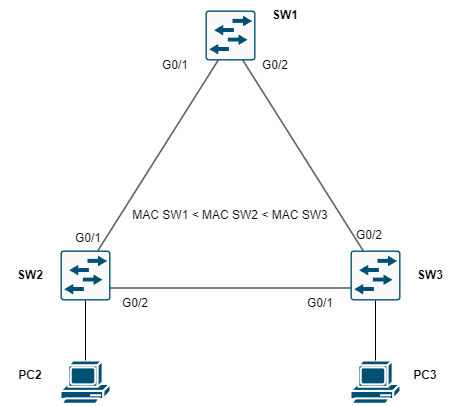 SW1
G0/1
G0/2
MAC SW1 < MAC SW2 < MAC SW3
G0/1
G0/2
SW2
SW3
G0/2
G0/1
PC2
PC3